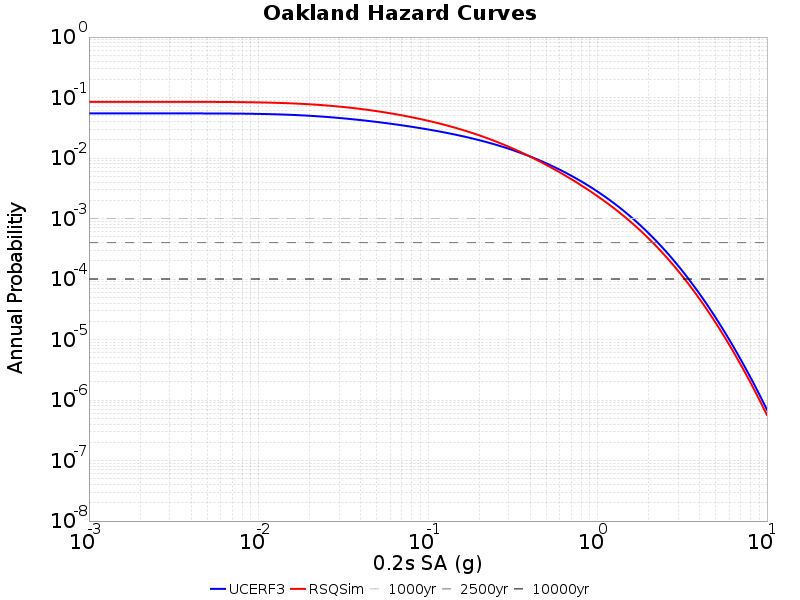 Oakland Hazard Curves
10^0
10^-1
10^-2
10^-3
10^-4
10^-5
10^-6
10^-7
10^-8
Annual Probabilitiy
10^-3 10^-2 10^-1 10^0 10^1
0.2s SA (g)
UCERF3 RSQSim 1000yr 2500yr 10000yr